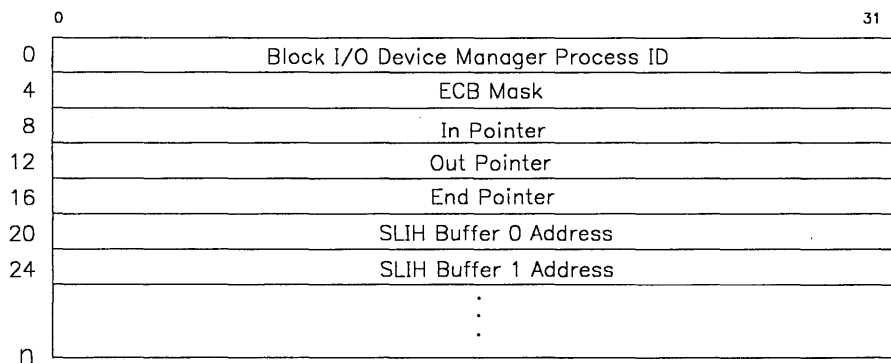 0 31
0 Block I/O Device Manager Process ID
4 ECB Mask
8 In Pointer
12 Out Pointer
16 End Pointer
20 SLIH Buffer 0 Address
24 SLIH Buffer 1 Address
n